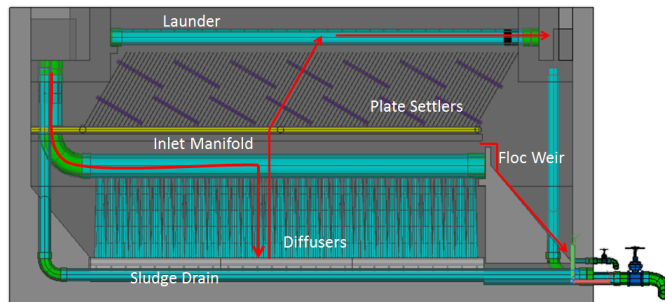 Launder
Plate Settlers
Inlet Manifold
Floc Weir
Diffusers
Sludge Drain